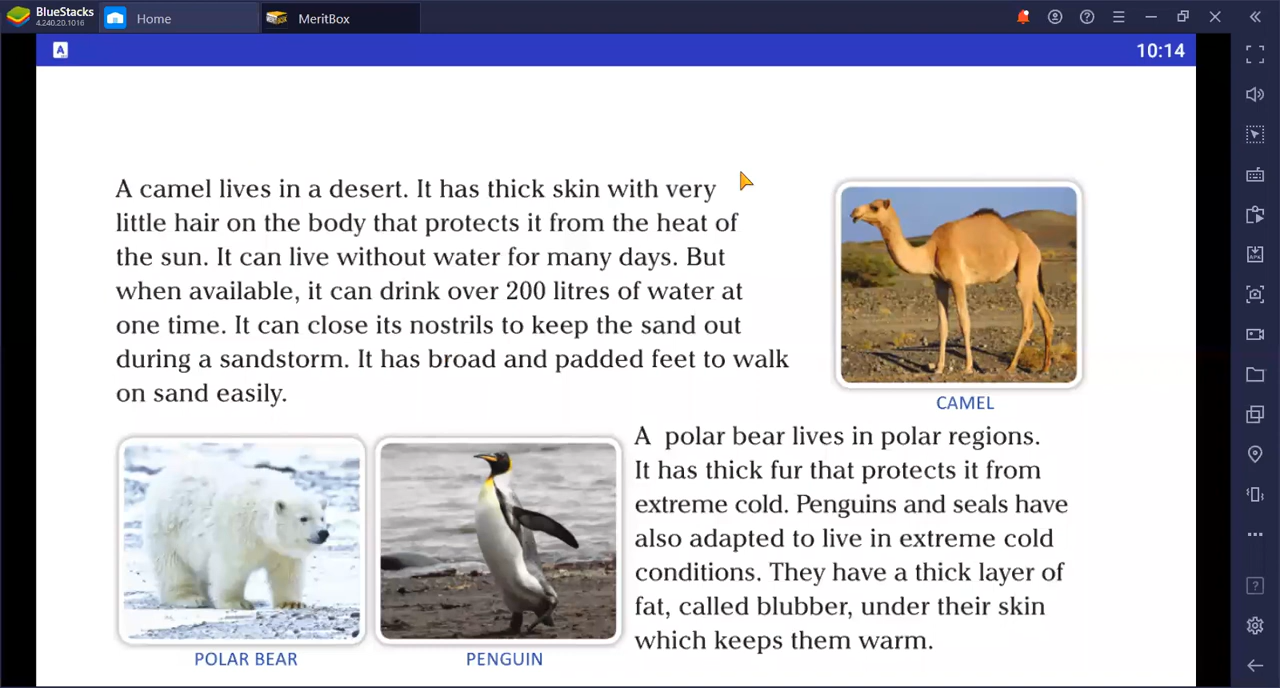 BlueStacks
4.240.20.1016
Home
MeritBox
A
10:14
A camel lives in a desert. It has thick skin with very
little hair on the body that protects it from the heat of
the sun. It can live without water for many days. But
when available, it can drink over 200 litres of water at
one time. It can close its nostrils to keep the sand out
during a sandstorm. It has broad and padded feet to walk
on sand easily.
CAMEL
A polar bear lives in polar regions.
It has thick fur that protects it from
extreme cold. Penguins and seals have
also adapted to live in extreme cold
conditions. They have a thick layer of
fat, called blubber, under their skin
which keeps them warm.
POLAR BEAR
PENGUIN